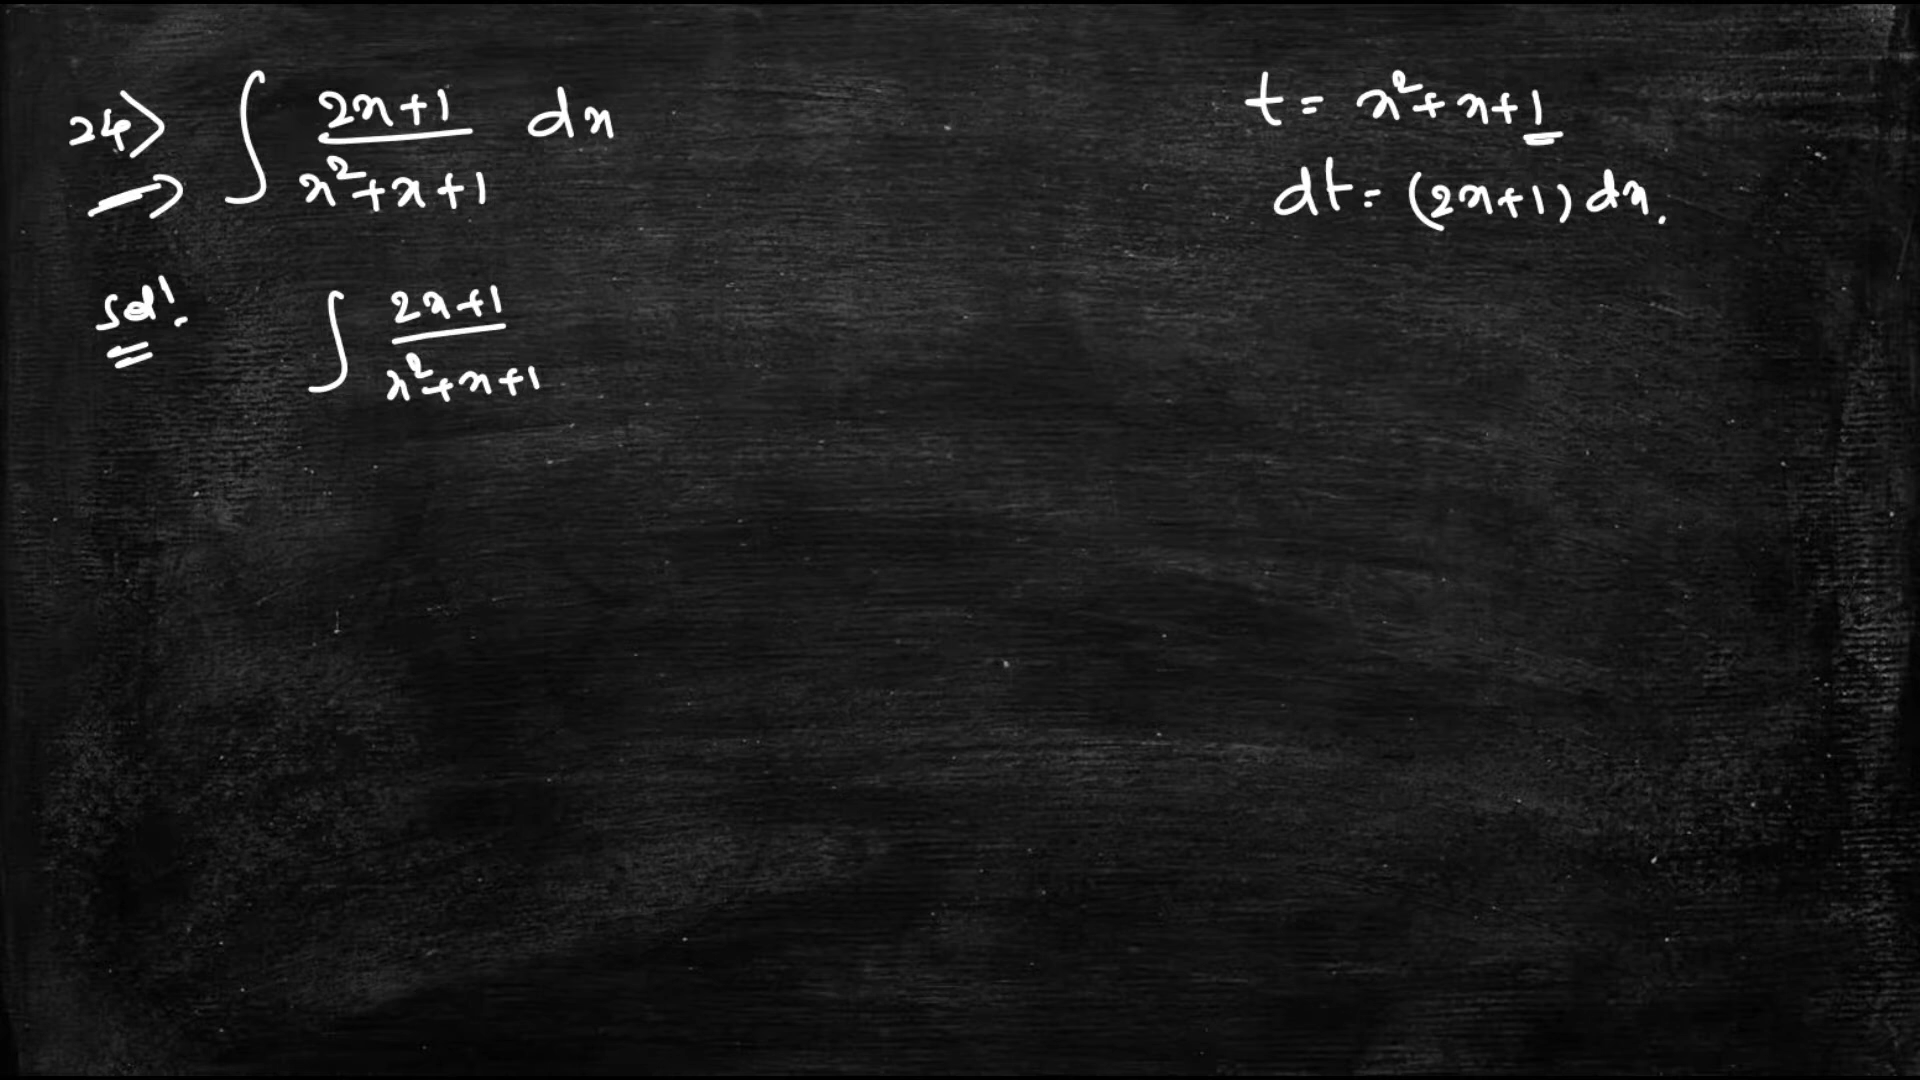 24) ∫ 2x+1 / x²+x+1 dx
t = x²+x+1
dt = (2x+1) dx.
Sol!.
∫ 2x+1 / x²+x+1